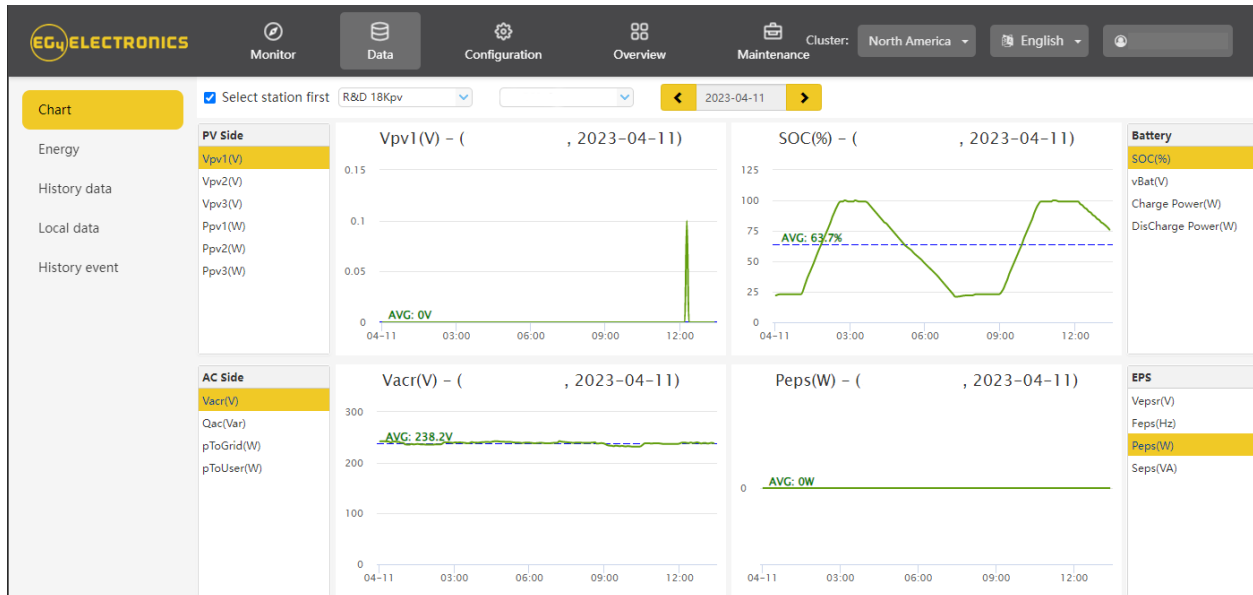 EG4 ELECTRONICS
Monitor
Data
Configuration
Overview
Maintenance
Cluster:
North America
English
Chart
Energy
History data
Local data
History event
Select station first
R&D 18Kpv
2023-04-11
PV Side
Vpv1(V)
Vpv2(V)
Vpv3(V)
Ppv1(W)
Ppv2(W)
Ppv3(W)
Vpv1(V) - ( , 2023-04-11)
0.15
0.1
0.05
0
AVG: 0V
04-11 03:00 06:00 09:00 12:00
SOC(%) - ( , 2023-04-11)
125
100
75
50
25
0
AVG: 63.7%
04-11 03:00 06:00 09:00 12:00
Battery
SOC(%)
vBat(V)
Charge Power(W)
DisCharge Power(W)
AC Side
Vacr(V)
Qac(Var)
pToGrid(W)
pToUser(W)
Vacr(V) - ( , 2023-04-11)
300
200
100
0
AVG: 238.2V
04-11 03:00 06:00 09:00 12:00
Peps(W) - ( , 2023-04-11)
0
AVG: 0W
04-11 03:00 06:00 09:00 12:00
EPS
Vepsr(V)
Feps(Hz)
Peps(W)
Seps(VA)